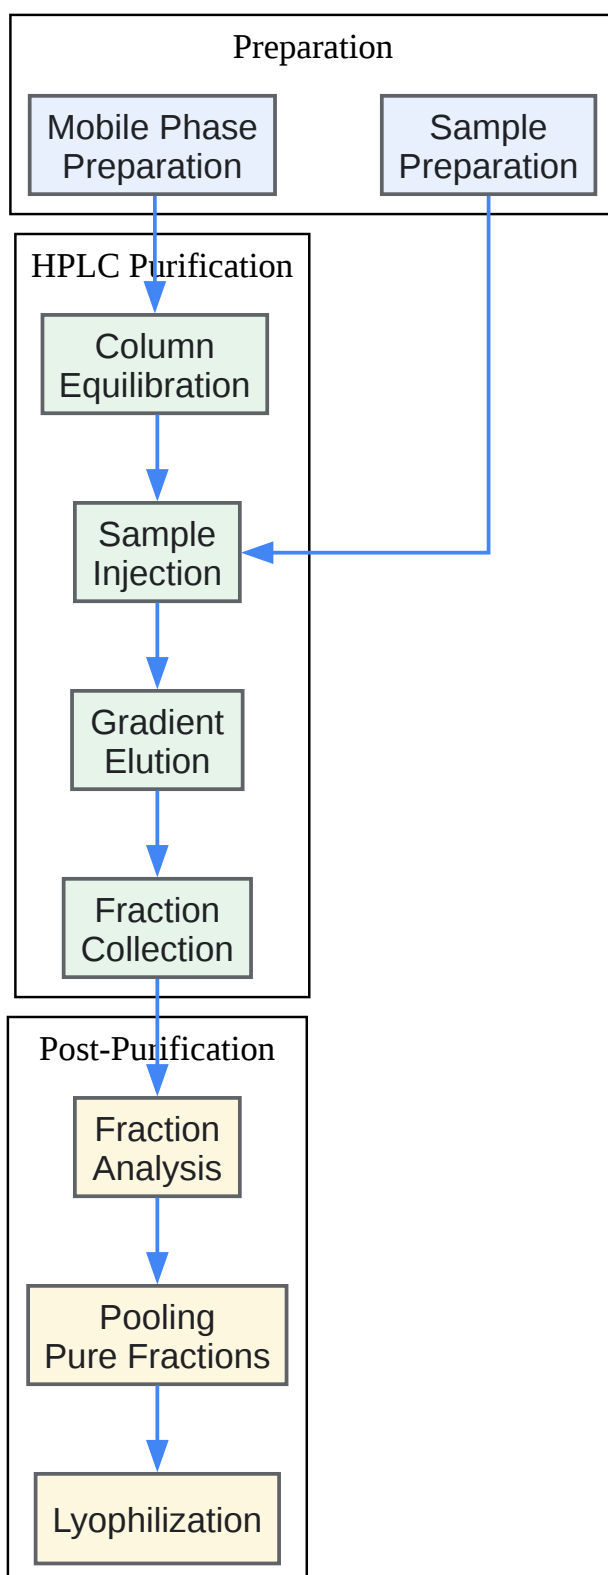 Preparation
Mobile Phase
Preparation
Sample
Preparation
HPLC Purification
Column
Equilibration
Sample
Injection
Gradient
Elution
Fraction
Collection
Post-Purification
Fraction
Analysis
Pooling
Pure Fractions
Lyophilization